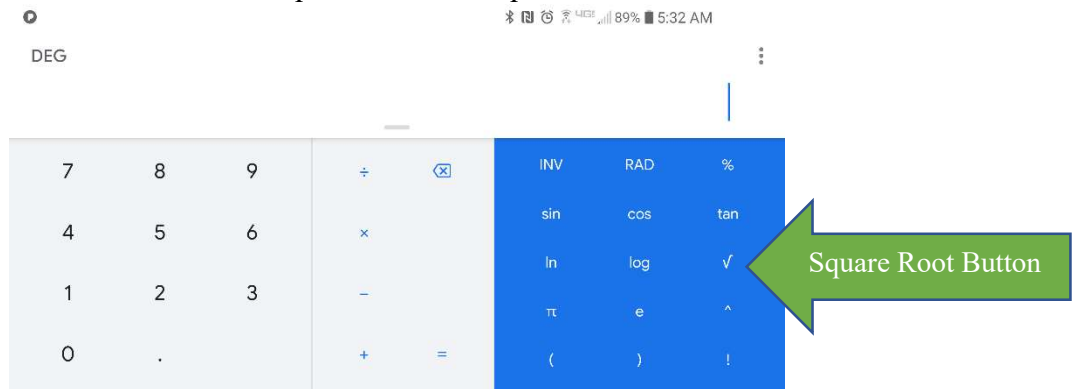 4G 89% 5:32 AM
DEG
7 8 9 ÷ INV RAD %
4 5 6 × sin cos tan
1 2 3 − ln log √
0 . + = π e ^
( ) !
Square Root Button